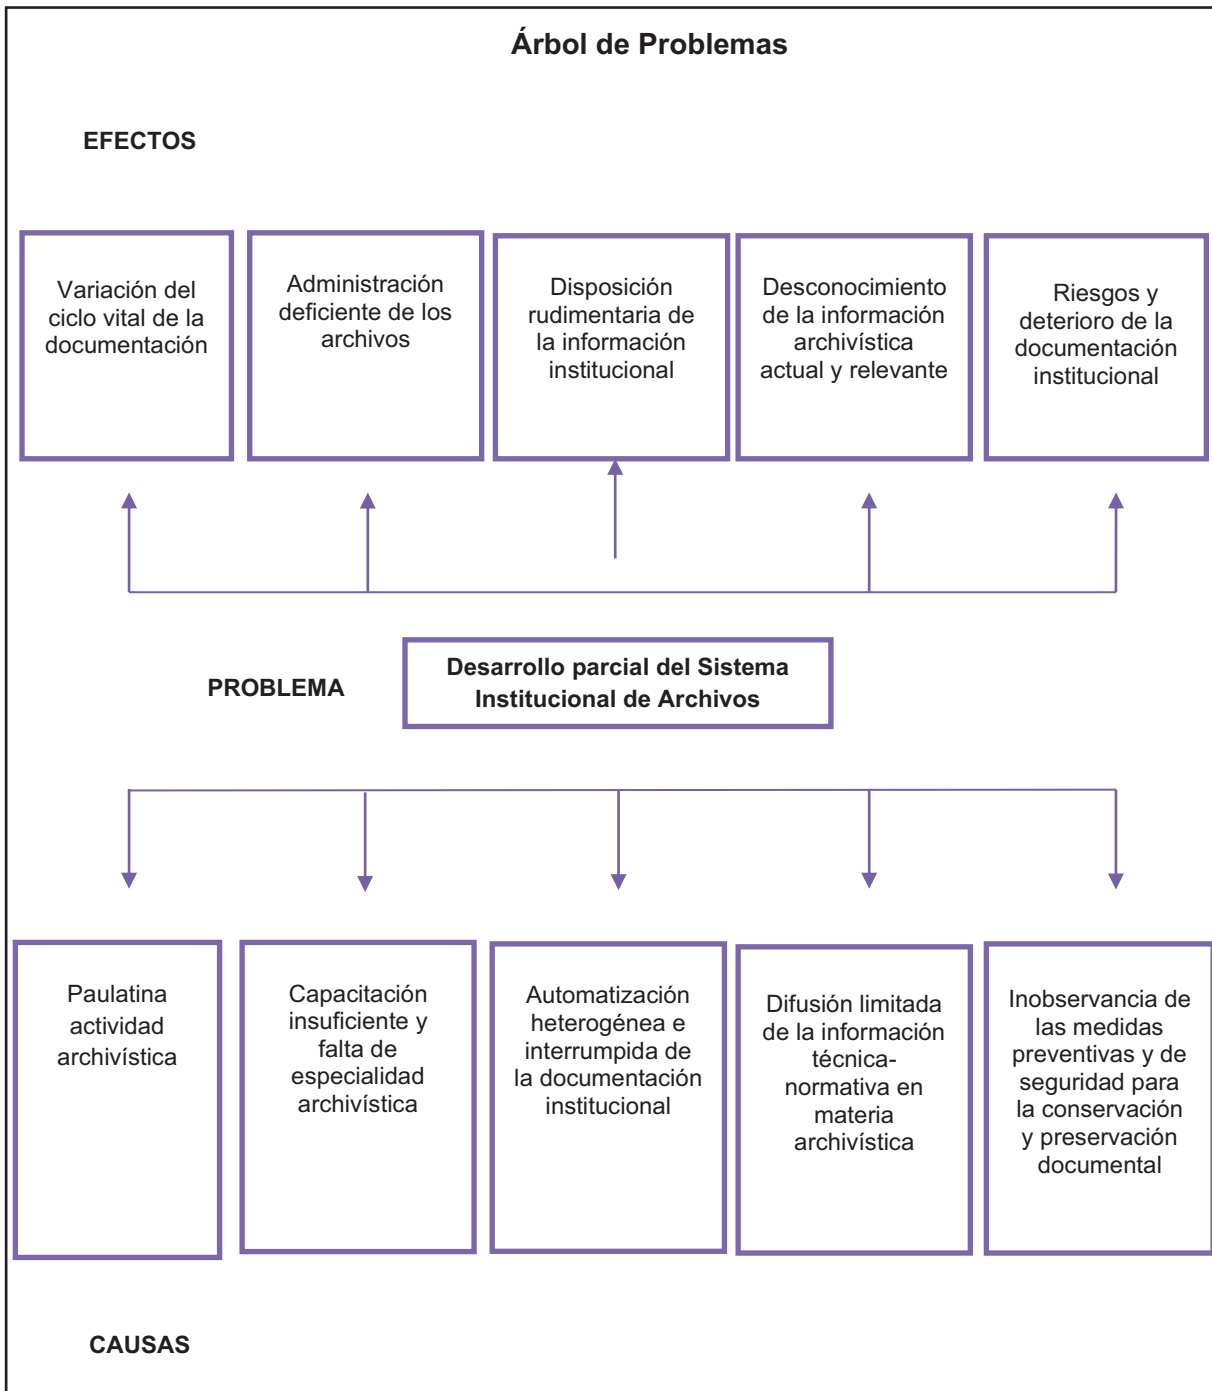 Árbol de Problemas
EFECTOS
Variación del
ciclo vital de la
documentación
Administración
deficiente de los
archivos
Disposición
rudimentaria de
la información
institucional
Desconocimiento
de la información
archivística
actual y relevante
Riesgos y
deterioro de la
documentación
institucional
PROBLEMA
Desarrollo parcial del Sistema
Institucional de Archivos
Paulatina
actividad
archivística
Capacitación
insuficiente y
falta de
especialidad
archivística
Automatización
heterogénea e
interrumpida de
la documentación
institucional
Difusión limitada
de la información
técnica-
normativa en
materia
archivística
Inobservancia de
las medidas
preventivas y de
seguridad para
la conservación
y preservación
documental
CAUSAS